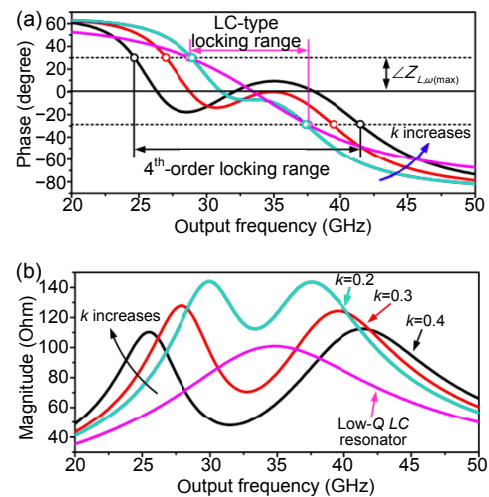 (a)
LC-type
locking range
60
40
20
0
−20
−40
−60
−80
Phase (degree)
∠Z_L,ω(max)
k increases
4th-order locking range
20 25 30 35 40 45 50
Output frequency (GHz)
(b)
140
120
100
80
60
40
Magnitude (Ohm)
k increases
k=0.2
k=0.3
k=0.4
Low-Q LC
resonator
20 25 30 35 40 45 50
Output frequency (GHz)